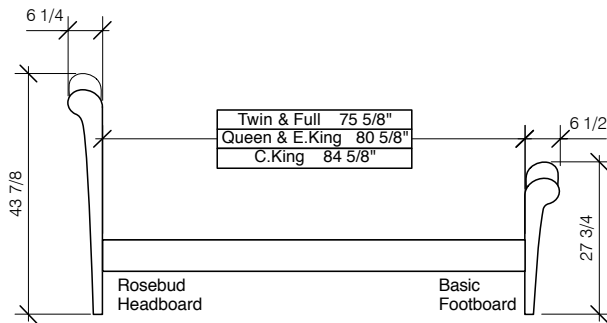 6 1/4
Twin & Full 75 5/8"
Queen & E.King 80 5/8"
C.King 84 5/8"
6 1/2
43 7/8
27 3/4
Rosebud
Headboard
Basic
Footboard